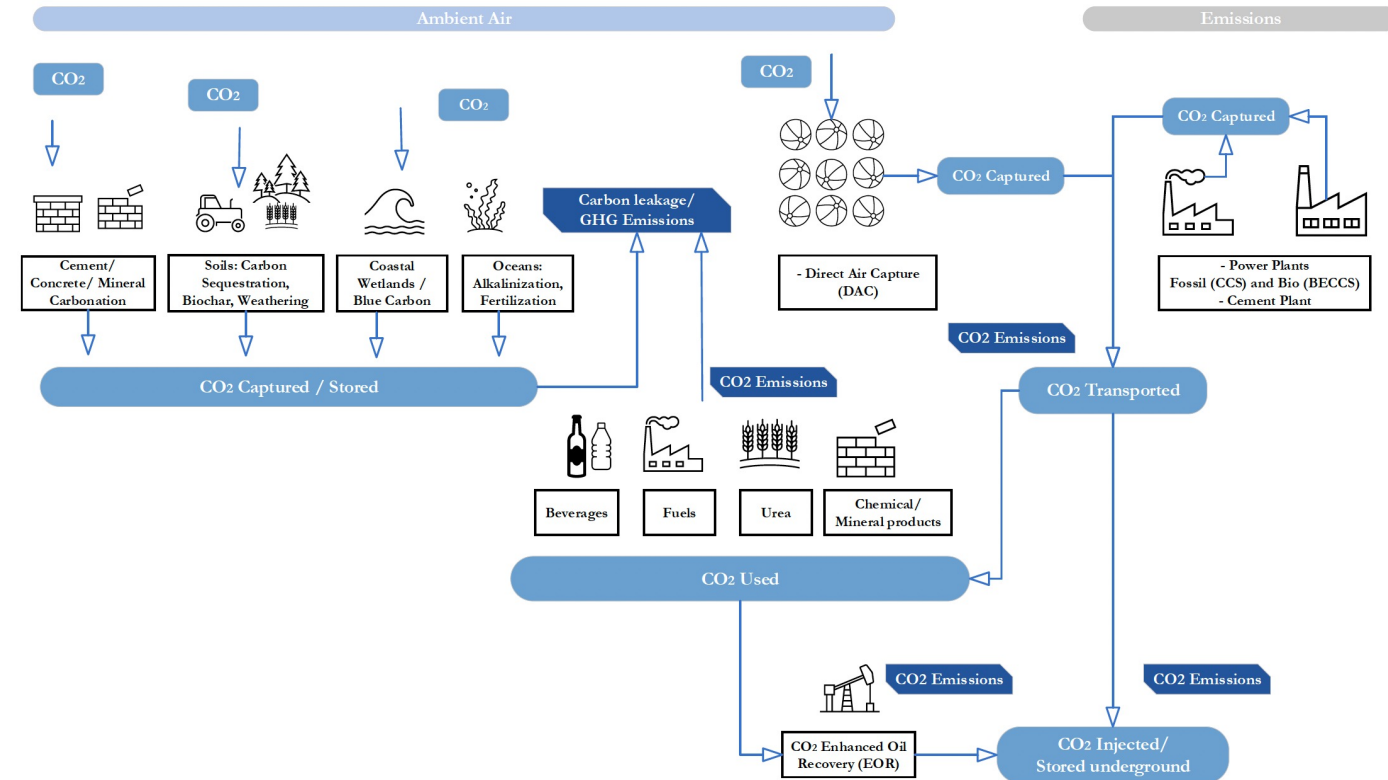 Ambient Air
Emissions
CO2
CO2
CO2
CO2
CO2 Captured
CO2 Captured
Carbon leakage/
GHG Emissions
Cement/
Concrete/ Mineral
Carbonation
Soils: Carbon
Sequestration,
Biochar, Weathering
Coastal
Wetlands /
Blue Carbon
Oceans:
Alkalinization,
Fertilization
- Direct Air Capture
(DAC)
- Power Plants
Fossil (CCS) and Bio (BECCS)
- Cement Plant
CO2 Emissions
CO2 Captured / Stored
CO2 Emissions
CO2 Transported
Beverages
Fuels
Urea
Chemical/
Mineral products
CO2 Used
CO2 Emissions
CO2 Emissions
CO2 Enhanced Oil
Recovery (EOR)
CO2 Injected/
Stored underground